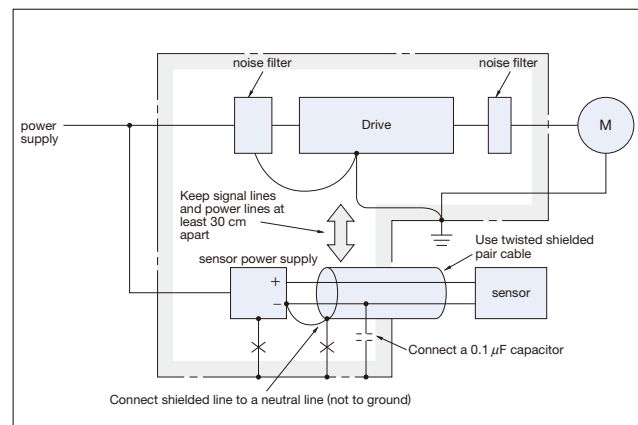 noise filter
noise filter
power
supply
Drive
M
Keep signal lines
and power lines at
least 30 cm
apart
Use twisted shielded
pair cable
sensor power supply
+
−
sensor
Connect a 0.1 μF capacitor
Connect shielded line to a neutral line (not to ground)